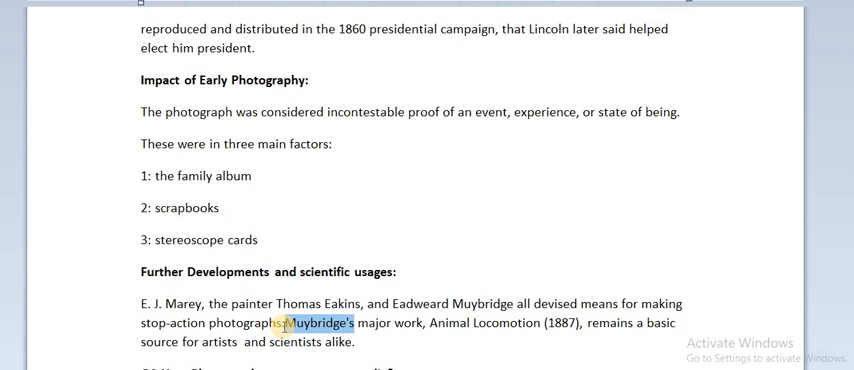 reproduced and distributed in the 1860 presidential campaign, that Lincoln later said helped
elect him president.
Impact of Early Photography:
The photograph was considered incontestable proof of an event, experience, or state of being.
These were in three main factors:
1: the family album
2: scrapbooks
3: stereoscope cards
Further Developments and scientific usages:
E. J. Marey, the painter Thomas Eakins, and Eadweard Muybridge all devised means for making
stop-action photographs;Muybridge's major work, Animal Locomotion (1887), remains a basic
source for artists  and scientists alike.
Activate Windows
Go to Settings to activate Windows.